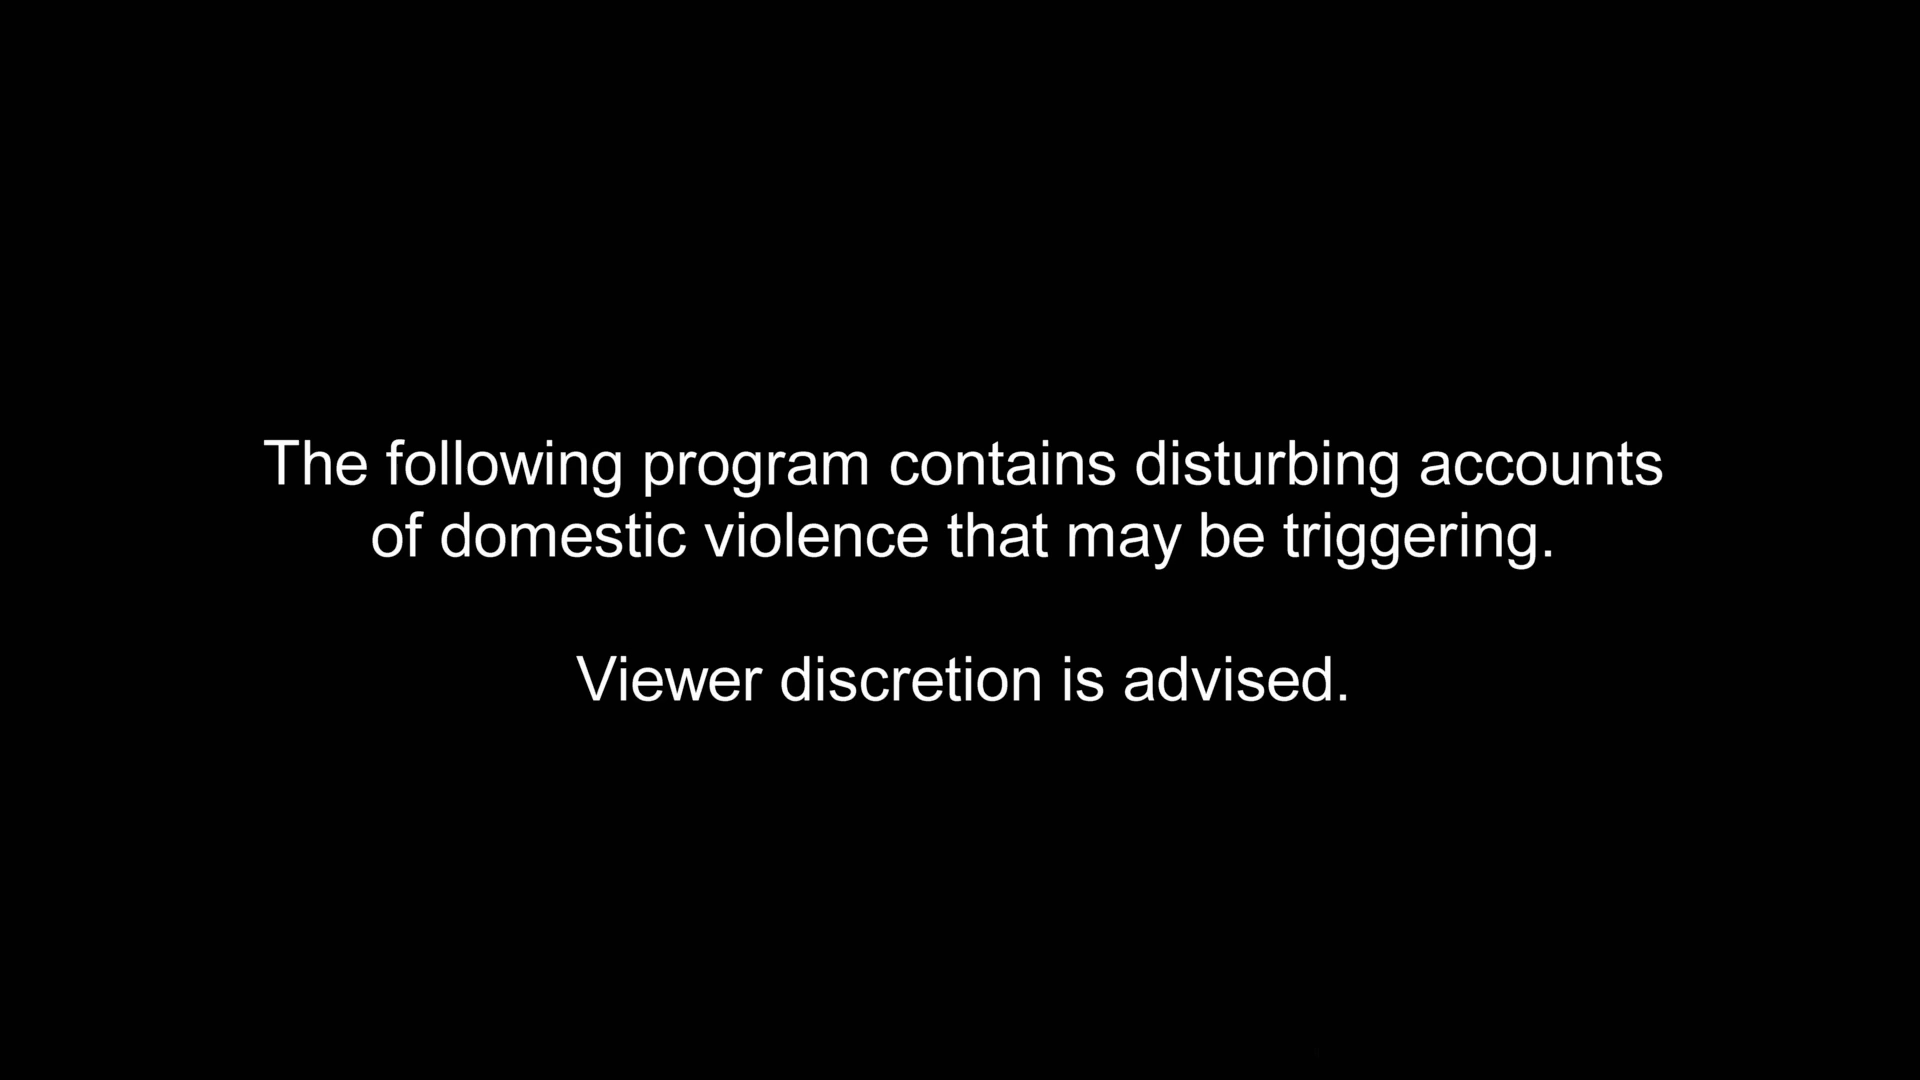 The following program contains disturbing accounts
of domestic violence that may be triggering.
Viewer discretion is advised.